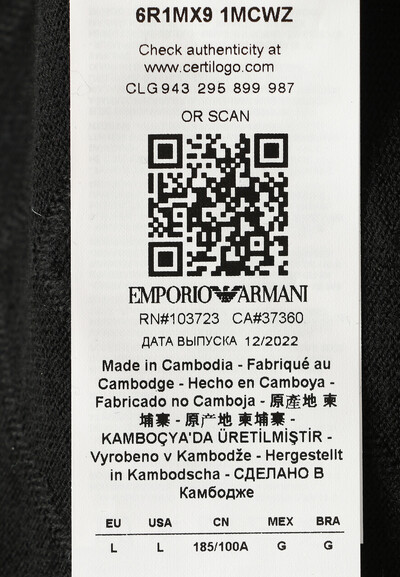 6R1MX9 1MCWZ
Check authenticity at
www.certilogo.com
CLG 943 295 899 987
OR SCAN
EMPORIO ARMANI
RN#103723 CA#37360
ДАТА ВЫПУСКА 12/2022
Made in Cambodia - Fabriqué au
Cambodge - Hecho en Camboya -
Fabricado no Camboja - 原產地 柬
埔寨 - 原产地 柬埔寨 -
KAMBOÇYA'DA ÜRETİLMİŞTİR -
Vyrobeno v Kambodže - Hergestellt
in Kambodscha - СДЕЛАНО В
Камбодже
EU USA CN MEX BRA
L L 185/100A G G